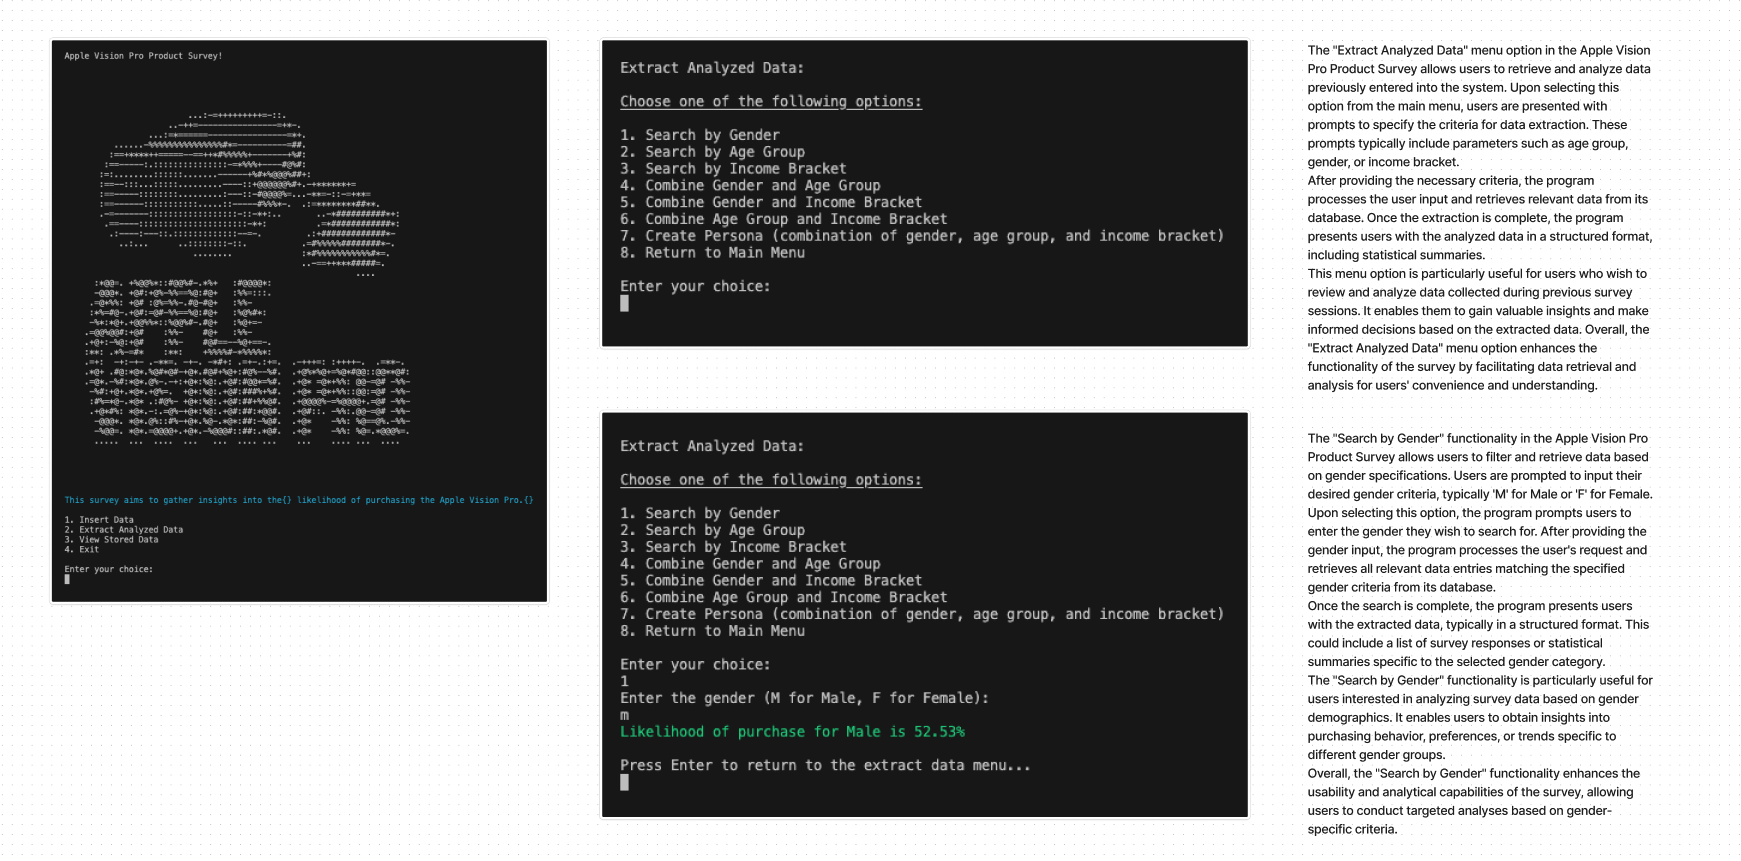 Apple Vision Pro Product Survey!
This survey aims to gather insights into the{} likelihood of purchasing the Apple Vision Pro.{}
1. Insert Data
2. Extract Analyzed Data
3. View Stored Data
4. Exit
Enter your choice:
Extract Analyzed Data:
Choose one of the following options:
1. Search by Gender
2. Search by Age Group
3. Search by Income Bracket
4. Combine Gender and Age Group
5. Combine Gender and Income Bracket
6. Combine Age Group and Income Bracket
7. Create Persona (combination of gender, age group, and income bracket)
8. Return to Main Menu
Enter your choice:
The "Extract Analyzed Data" menu option in the Apple Vision
Pro Product Survey allows users to retrieve and analyze data
previously entered into the system. Upon selecting this
option from the main menu, users are presented with
prompts to specify the criteria for data extraction. These
prompts typically include parameters such as age group,
gender, or income bracket.
After providing the necessary criteria, the program
processes the user input and retrieves relevant data from its
database. Once the extraction is complete, the program
presents users with the analyzed data in a structured format,
including statistical summaries.
This menu option is particularly useful for users who wish to
review and analyze data collected during previous survey
sessions. It enables them to gain valuable insights and make
informed decisions based on the extracted data. Overall, the
"Extract Analyzed Data" menu option enhances the
functionality of the survey by facilitating data retrieval and
analysis for users' convenience and understanding.
Extract Analyzed Data:
Choose one of the following options:
1. Search by Gender
2. Search by Age Group
3. Search by Income Bracket
4. Combine Gender and Age Group
5. Combine Gender and Income Bracket
6. Combine Age Group and Income Bracket
7. Create Persona (combination of gender, age group, and income bracket)
8. Return to Main Menu
Enter your choice:
1
Enter the gender (M for Male, F for Female):
m
Likelihood of purchase for Male is 52.53%
Press Enter to return to the extract data menu...
The "Search by Gender" functionality in the Apple Vision Pro
Product Survey allows users to filter and retrieve data based
on gender specifications. Users are prompted to input their
desired gender criteria, typically 'M' for Male or 'F' for Female.
Upon selecting this option, the program prompts users to
enter the gender they wish to search for. After providing the
gender input, the program processes the user's request and
retrieves all relevant data entries matching the specified
gender criteria from its database.
Once the search is complete, the program presents users
with the extracted data, typically in a structured format. This
could include a list of survey responses or statistical
summaries specific to the selected gender category.
The "Search by Gender" functionality is particularly useful for
users interested in analyzing survey data based on gender
demographics. It enables users to obtain insights into
purchasing behavior, preferences, or trends specific to
different gender groups.
Overall, the "Search by Gender" functionality enhances the
usability and analytical capabilities of the survey, allowing
users to conduct targeted analyses based on gender-
specific criteria.